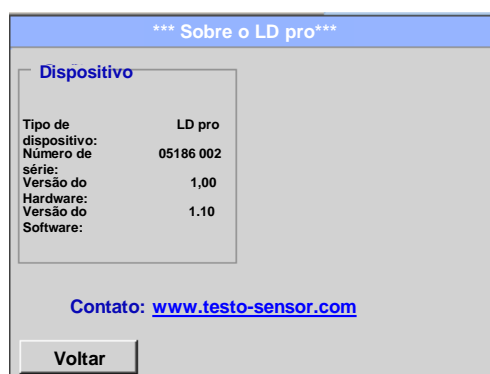 *** Sobre o LD pro***
Dispositivo
Tipo de dispositivo: LD pro
Número de série: 05186 002
Versão do Hardware: 1,00
Versão do Software: 1.10
Contato: www.testo-sensor.com
Voltar